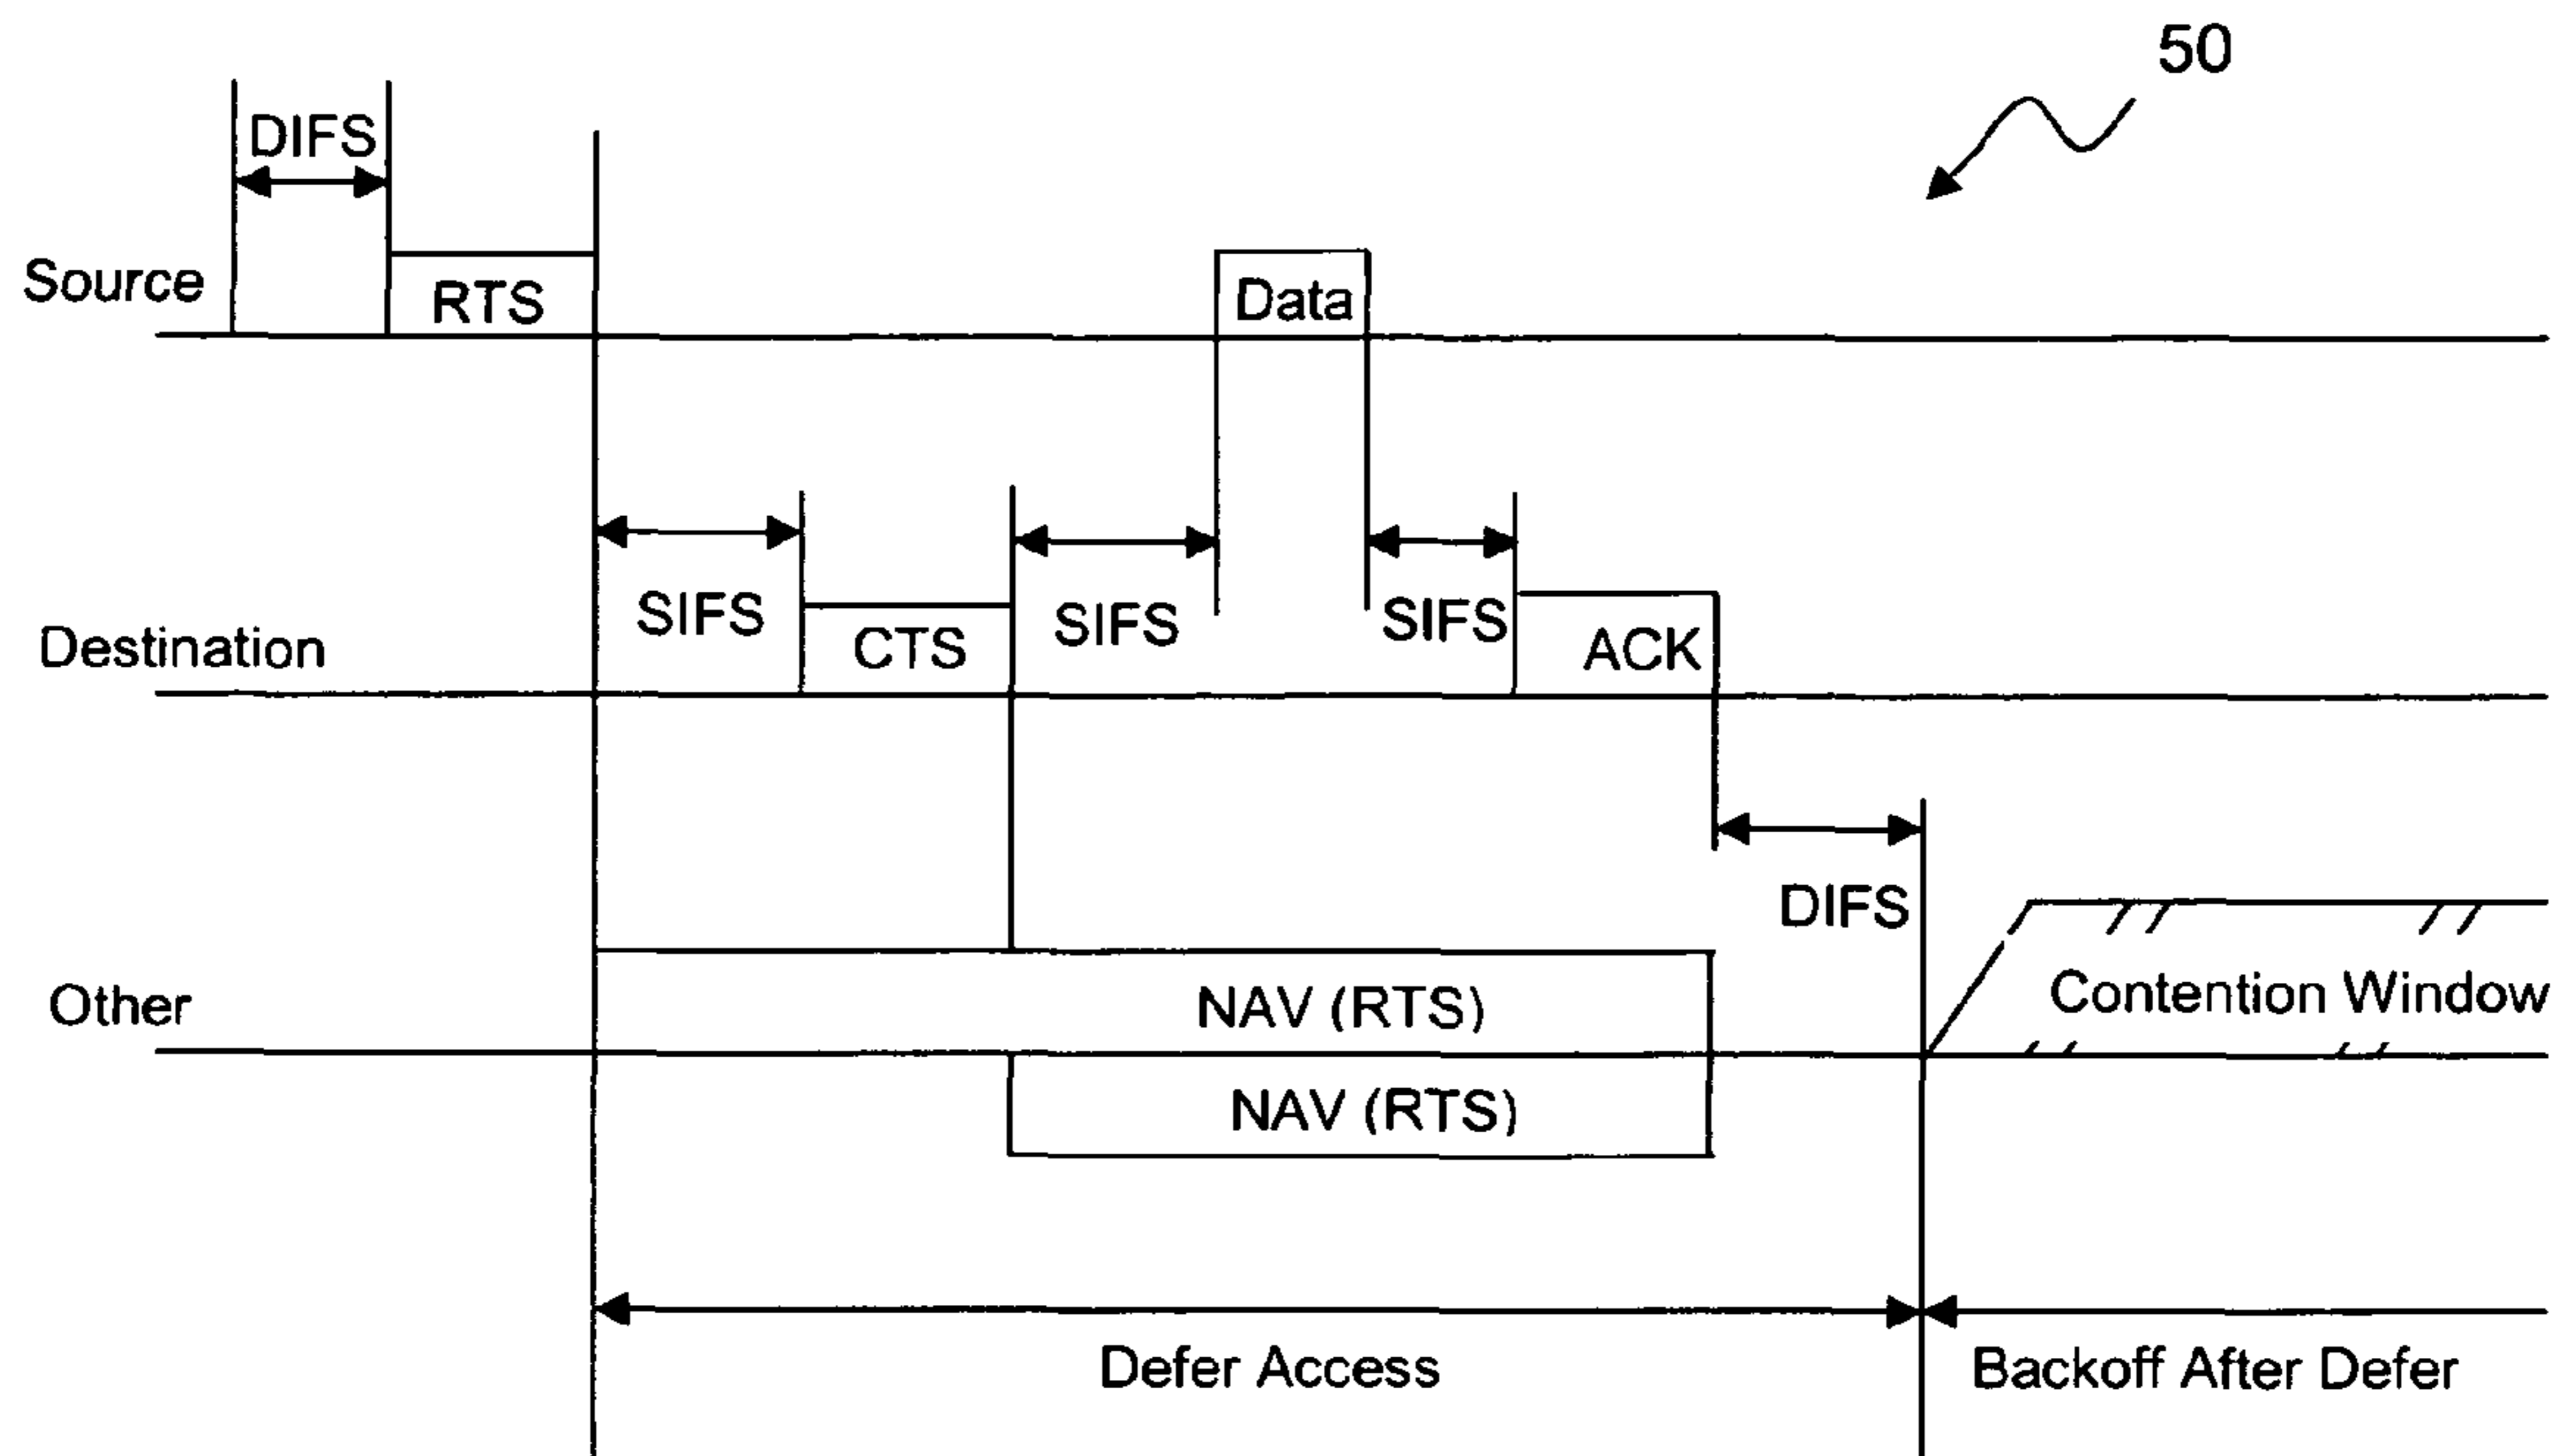 50
DIFS
Source
RTS
Data
SIFS
SIFS
SIFS
Destination
CTS
ACK
DIFS
Other
NAV (RTS)
Contention Window
NAV (RTS)
Defer Access
Backoff After Defer